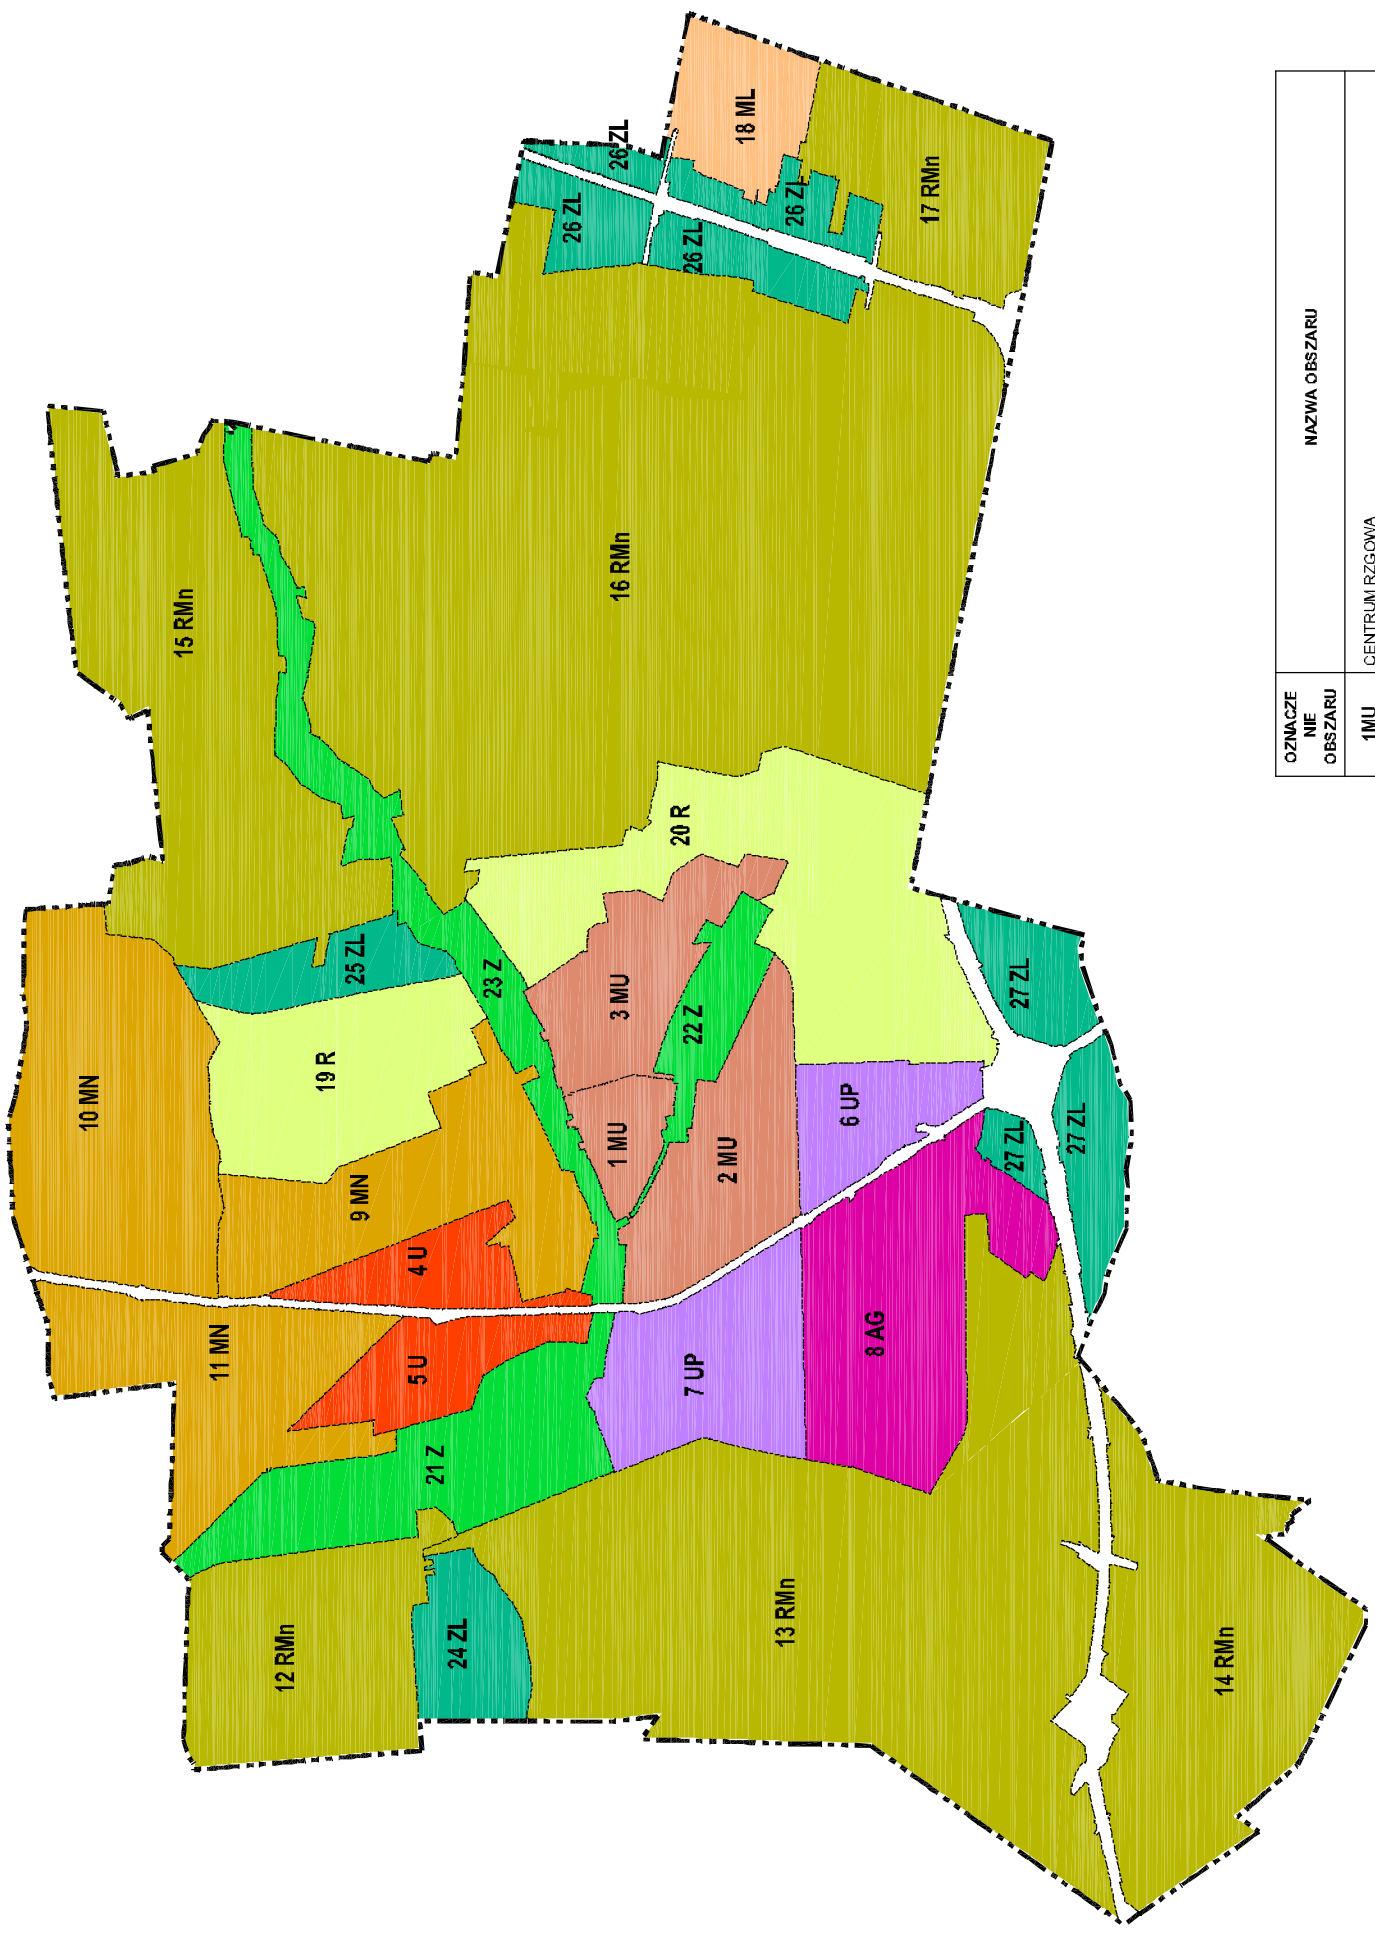 18 ML
26 ZL
17 RMn
26 ZL
26 ZL
26 ZL
15 RMn
16 RMn
20 R
25 ZL
23 Z
3 MU
22 Z
27 ZL
10 MN
19 R
1 MU
2 MU
6 UP
27 ZL
27 ZL
9 MN
4 U
11 MN
5 U
7 UP
8 AG
21 Z
12 RMn
24 ZL
13 RMn
14 RMn
OZNACZE
NIE
OBSZARU
NAZWA OBSZARU
1MU
CENTRUM RZGOWA